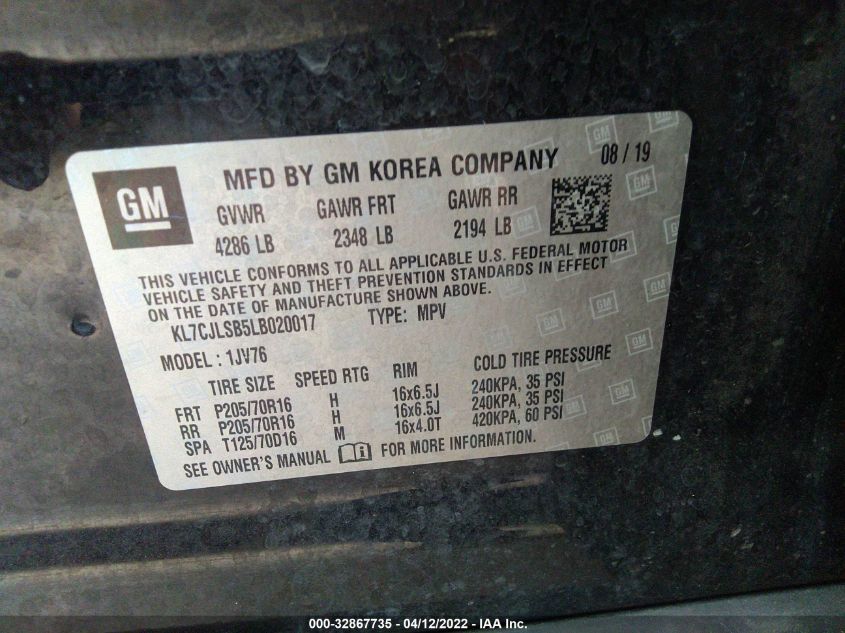 GM
MFD BY GM KOREA COMPANY 08 / 19
GVWR GAWR FRT GAWR RR
4286 LB 2348 LB 2194 LB
THIS VEHICLE CONFORMS TO ALL APPLICABLE U.S. FEDERAL MOTOR
VEHICLE SAFETY AND THEFT PREVENTION STANDARDS IN EFFECT
ON THE DATE OF MANUFACTURE SHOWN ABOVE.
KL7CJLSB5LB020017 TYPE: MPV
MODEL : 1JV76
TIRE SIZE SPEED RTG RIM COLD TIRE PRESSURE
FRT P205/70R16 H 16x6.5J 240KPA, 35 PSI
RR P205/70R16 H 16x6.5J 240KPA, 35 PSI
SPA T125/70D16 M 16x4.0T 420KPA, 60 PSI
SEE OWNER'S MANUAL FOR MORE INFORMATION.
000-32867735 - 04/12/2022 - IAA Inc.